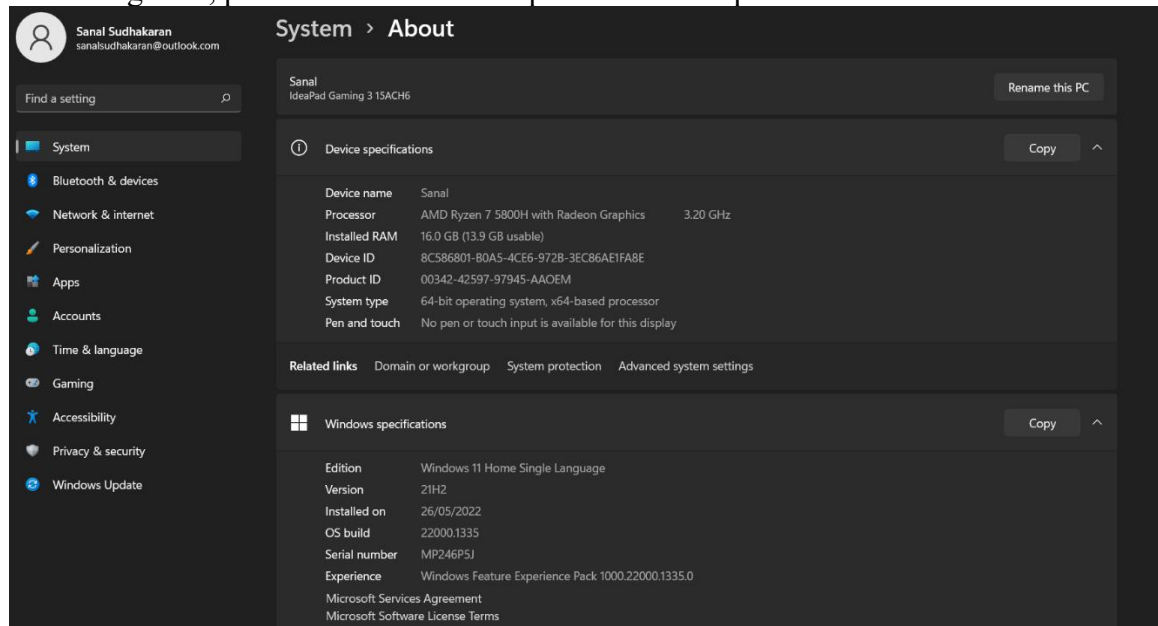 Sanal Sudhakaran
sanalsudhakaran@outlook.com
Find a setting
System
Bluetooth & devices
Network & internet
Personalization
Apps
Accounts
Time & language
Gaming
Accessibility
Privacy & security
Windows Update
System > About
Sanal
IdeaPad Gaming 3 15ACH6
Rename this PC
Device specifications
Copy
Device name Sanal
Processor AMD Ryzen 7 5800H with Radeon Graphics 3.20 GHz
Installed RAM 16.0 GB (13.9 GB usable)
Device ID 8C586801-B0A5-4CE6-972B-3EC86AE1FA8E
Product ID 00342-42597-97945-AAOEM
System type 64-bit operating system, x64-based processor
Pen and touch No pen or touch input is available for this display
Related links Domain or workgroup System protection Advanced system settings
Windows specifications
Copy
Edition Windows 11 Home Single Language
Version 21H2
Installed on 26/05/2022
OS build 22000.1335
Serial number MP246P5J
Experience Windows Feature Experience Pack 1000.22000.1335.0
Microsoft Services Agreement
Microsoft Software License Terms